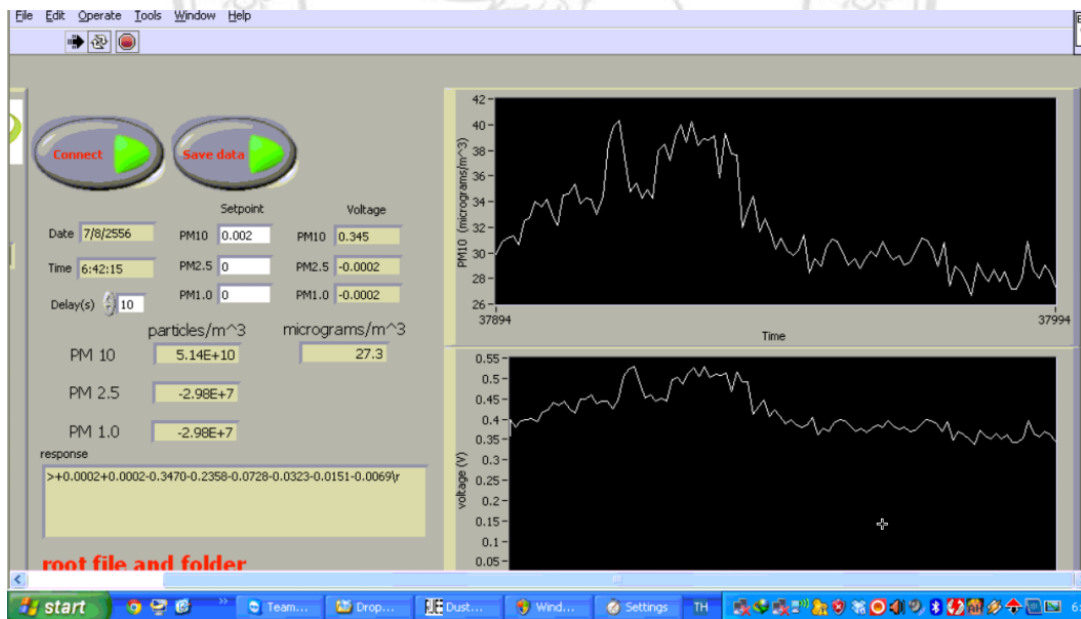 File Edit Operate Tools Window Help
Connect
Save data
Setpoint Voltage
Date 7/8/2556 PM10 0.002 PM10 0.345
Time 6:42:15 PM2.5 0 PM2.5 -0.0002
Delay(s) 10 PM1.0 0 PM1.0 -0.0002
particles/m^3 micrograms/m^3
PM 10 5.14E+10 27.3
PM 2.5 -2.98E+7
PM 1.0 -2.98E+7
response
>+0.0002+0.0002-0.3470-0.2358-0.0728-0.0323-0.0151-0.0069\r
root file and folder
PM10 (micrograms/m^3)
42
40
38
36
34
32
30
28
26
37894 37994
Time
voltage (V)
0.55
0.5
0.45
0.4
0.35
0.3
0.25
0.2
0.15
0.1
0.05
start Team... Drop... Dust... Wind... Settings TH